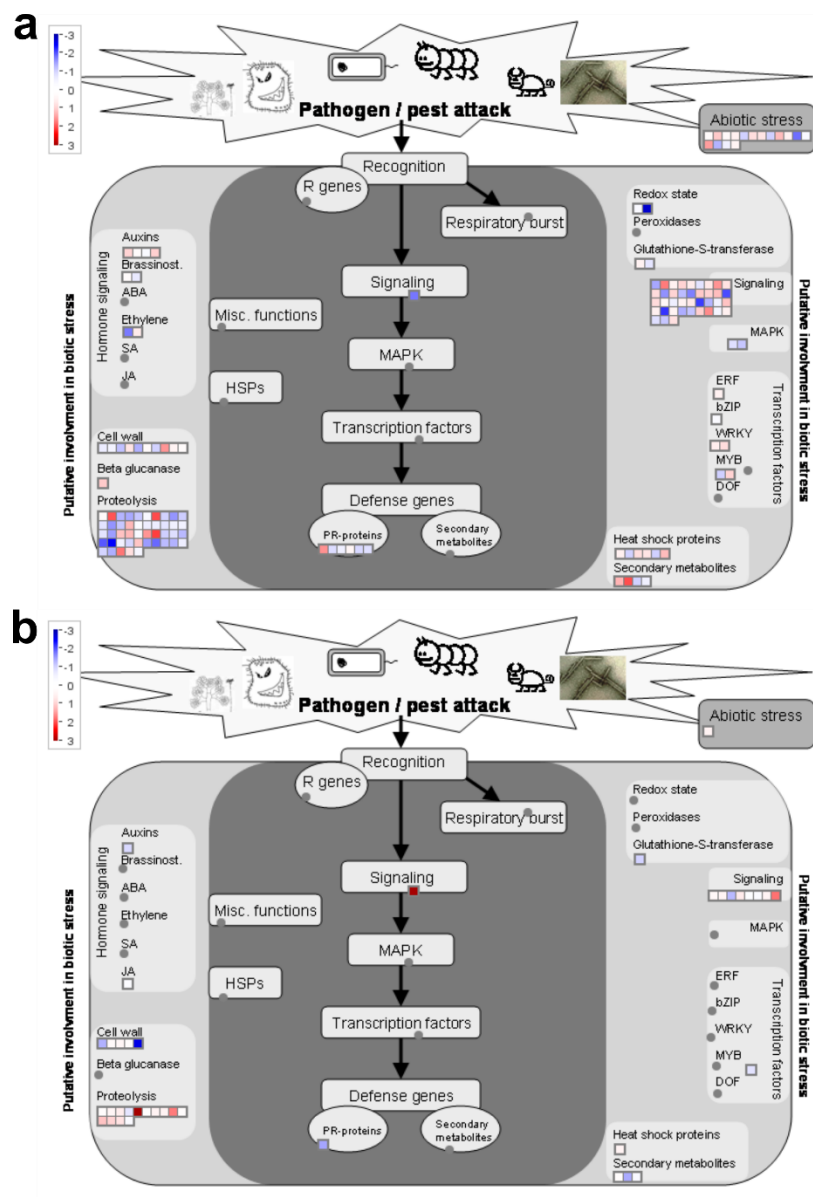 a
-3
-2
-1
0
1
2
3
Pathogen / pest attack
Abiotic stress
Recognition
R genes
Respiratory burst
Redox state
Peroxidases
Glutathione-S-transferase
Putative involvment in biotic stress
Hormone signaling
Auxins
Brassinost.
ABA
Ethylene
SA
JA
Signaling
Misc. functions
MAPK
HSPs
Transcription factors
Defense genes
PR-proteins
Secondary
metabolites
Cell wall
Beta glucanase
Proteolysis
Signaling
MAPK
ERF
bZIP
WRKY
MYB
DOF
Transcription factors
Putative involvment in biotic stress
Heat shock proteins
Secondary metabolites
b
-3
-2
-1
0
1
2
3
Pathogen / pest attack
Abiotic stress
Recognition
R genes
Respiratory burst
Redox state
Peroxidases
Glutathione-S-transferase
Putative involvment in biotic stress
Hormone signaling
Auxins
Brassinost.
ABA
Ethylene
SA
JA
Signaling
Misc. functions
MAPK
HSPs
Transcription factors
Defense genes
PR-proteins
Secondary
metabolites
Cell wall
Beta glucanase
Proteolysis
Signaling
MAPK
ERF
bZIP
WRKY
MYB
DOF
Transcription factors
Putative involvment in biotic stress
Heat shock proteins
Secondary metabolites